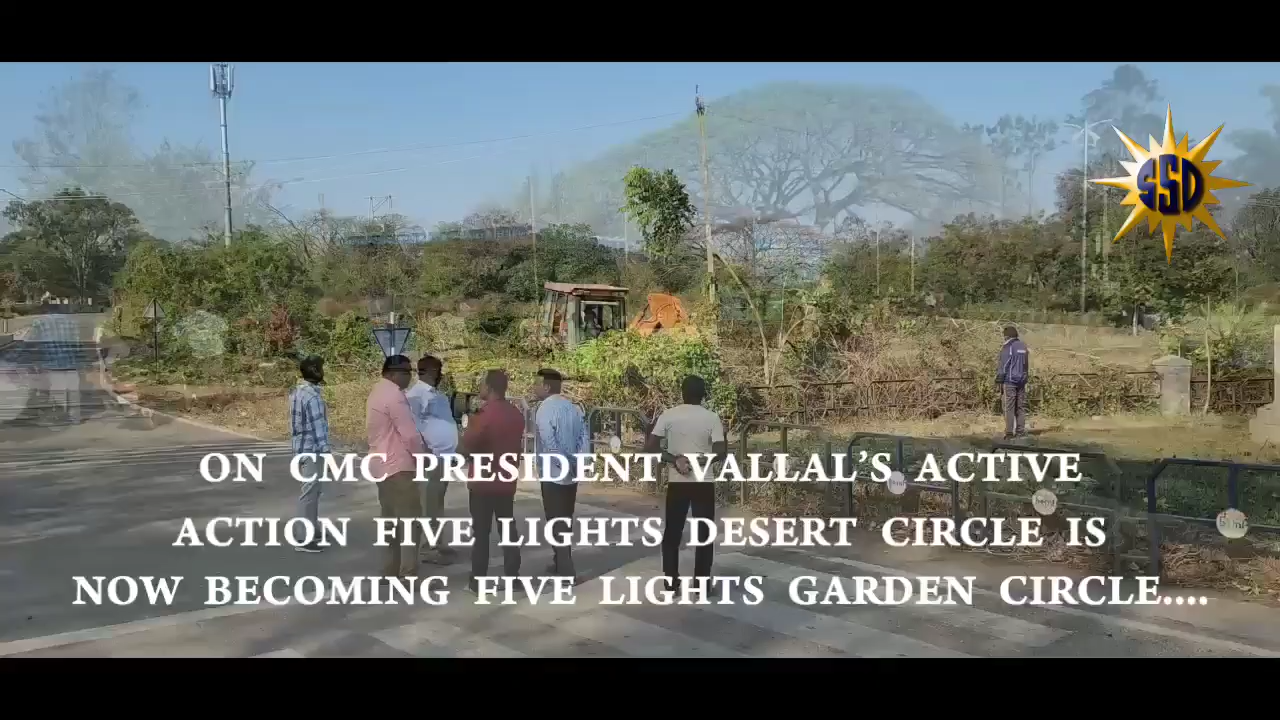 SSD
ON CMC PRESIDENT VALLAL'S ACTIVE
ACTION FIVE LIGHTS DESERT CIRCLE IS
NOW BECOMING FIVE LIGHTS GARDEN CIRCLE....